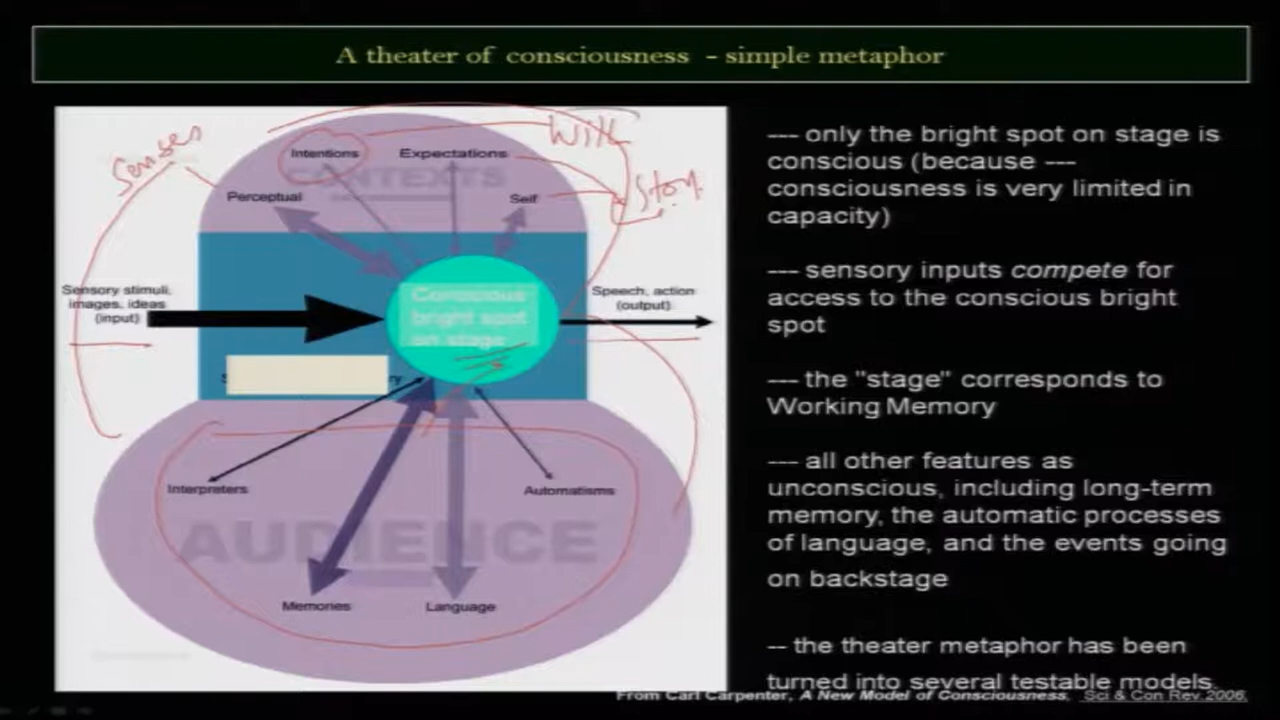 A theater of consciousness - simple metaphor
Senses
Will
Intentions
Expectations
CONTEXTS
Perceptual
Self
Sensory stimuli,
images, ideas
(input)
Conscious
bright spot
on stage
Speech, action
(output)
Interpreters
Automatisms
AUDIENCE
Memories
Language
--- only the bright spot on stage is
conscious (because ---
consciousness is very limited in
capacity)
--- sensory inputs compete for
access to the conscious bright
spot
--- the "stage" corresponds to
Working Memory
--- all other features as
unconscious, including long-term
memory, the automatic processes
of language, and the events going
on backstage
-- the theater metaphor has been
turned into several testable models.
From Carl Carpenter, A New Model of Consciousness, Sci & Con Rev.2006.